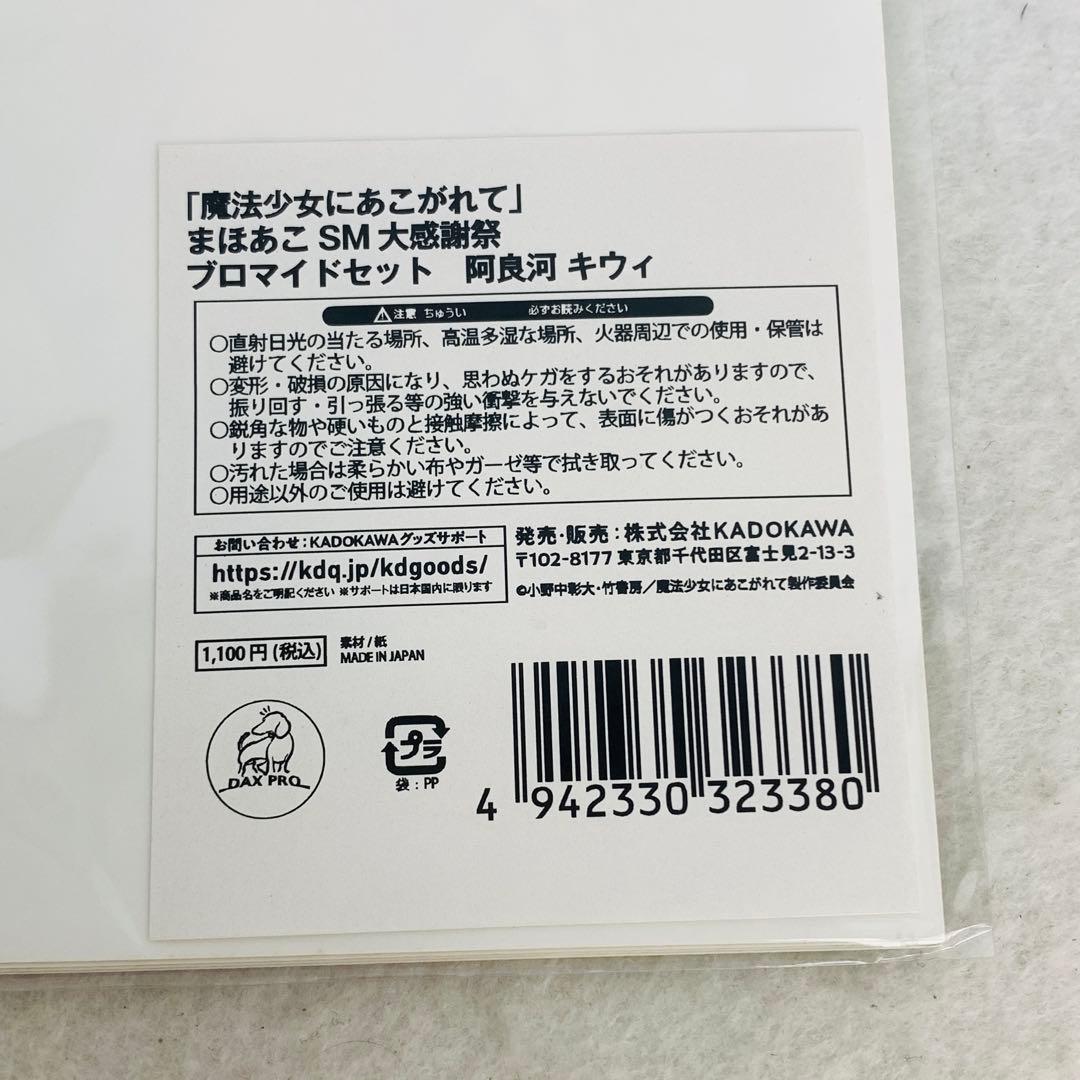 「魔法少女にあこがれて」
まほあこ SM 大感謝祭
ブロマイドセット　阿良河 キウィ
注意 ちゅうい　必ずお読みください
○直射日光の当たる場所、高温多湿な場所、火器周辺での使用・保管は
避けてください。
○変形・破損の原因になり、思わぬケガをするおそれがありますので、
振り回す・引っ張る等の強い衝撃を与えないでください。
○鋭角な物や硬いものと接触摩擦によって、表面に傷がつくおそれがあ
りますのでご注意ください。
○汚れた場合は柔らかい布やガーゼ等で拭き取ってください。
○用途以外のご使用は避けてください。
お問い合わせ：KADOKAWAグッズサポート
https://kdq.jp/kdgoods/
※商品名をご明記ください ※サポートは日本国内に限ります
発売・販売：株式会社KADOKAWA
〒102-8177 東京都千代田区富士見2-13-3
©小野中彰大・竹書房／魔法少女にあこがれて製作委員会
1,100円(税込)
素材 / 紙
MADE IN JAPAN
DAX PRO
プラ
袋：PP
4 942330 323380